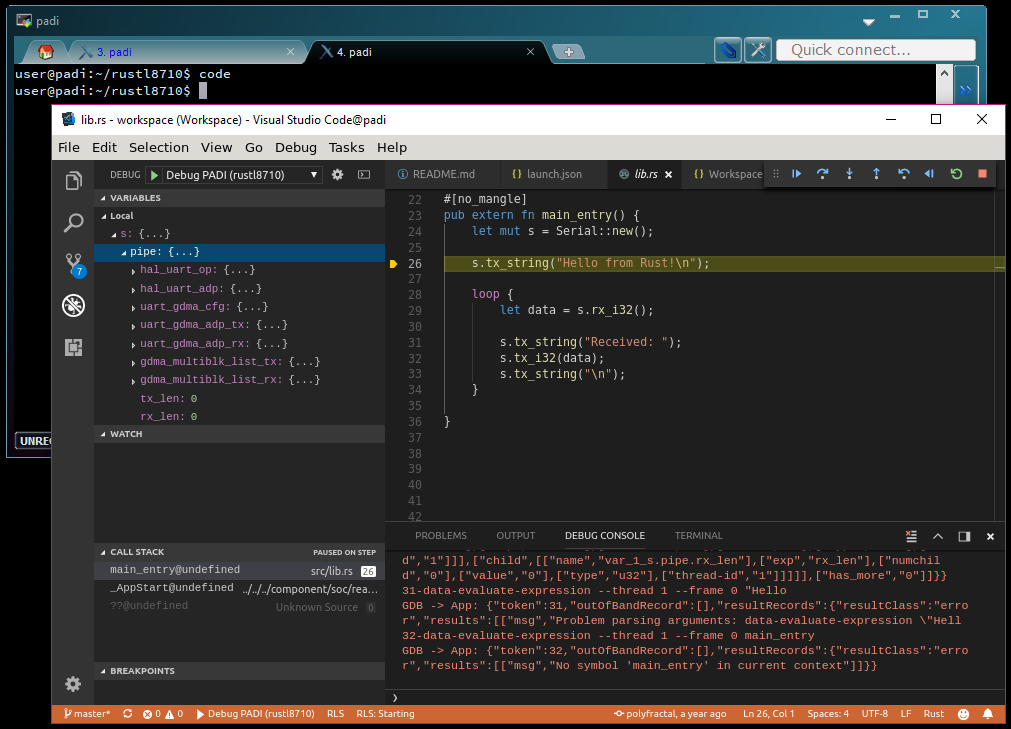 padi
3. padi
4. padi
Quick connect...
user@padi:~/rustl8710$ code
user@padi:~/rustl8710$
UNREG
lib.rs - workspace (Workspace) - Visual Studio Code@padi
File Edit Selection View Go Debug Tasks Help
DEBUG Debug PADI (rustl8710)
README.md launch.json lib.rs Workspace
VARIABLES
Local
s: {...}
pipe: {...}
hal_uart_op: {...}
hal_uart_adp: {...}
uart_gdma_cfg: {...}
uart_gdma_adp_tx: {...}
uart_gdma_adp_rx: {...}
gdma_multiblk_list_tx: {...}
gdma_multiblk_list_rx: {...}
tx_len: 0
rx_len: 0
WATCH
7
CALL STACK PAUSED ON STEP
main_entry@undefined src/lib.rs 26
_AppStart@undefined ../../../component/soc/rea...
??@undefined Unknown Source 0
BREAKPOINTS
22 #[no_mangle]
23 pub extern fn main_entry() {
24 let mut s = Serial::new();
25
26 s.tx_string("Hello from Rust!\n");
27
28 loop {
29 let data = s.rx_i32();
30
31 s.tx_string("Received: ");
32 s.tx_i32(data);
33 s.tx_string("\n");
34 }
35
36 }
37
38
39
40
41
42
PROBLEMS OUTPUT DEBUG CONSOLE TERMINAL
d","1"]]],["child",[["name","var_1_s.pipe.rx_len"],["exp","rx_len"],["numchil
d","0"],["value","0"],["type","u32"],["thread-id","1"]]]]],["has_more","0"]]}}
31-data-evaluate-expression --thread 1 --frame 0 "Hello
GDB -> App: {"token":31,"outOfBandRecord":[],"resultRecords":{"resultClass":"erro
r","results":[["msg","Problem parsing arguments: data-evaluate-expression \"Hell
32-data-evaluate-expression --thread 1 --frame 0 main_entry
GDB -> App: {"token":32,"outOfBandRecord":[],"resultRecords":{"resultClass":"erro
r","results":[["msg","No symbol 'main_entry' in current context"]]}}
master* 0 0 Debug PADI (rustl8710) RLS RLS: Starting polyfractal, a year ago Ln 26, Col 1 Spaces: 4 UTF-8 LF Rust